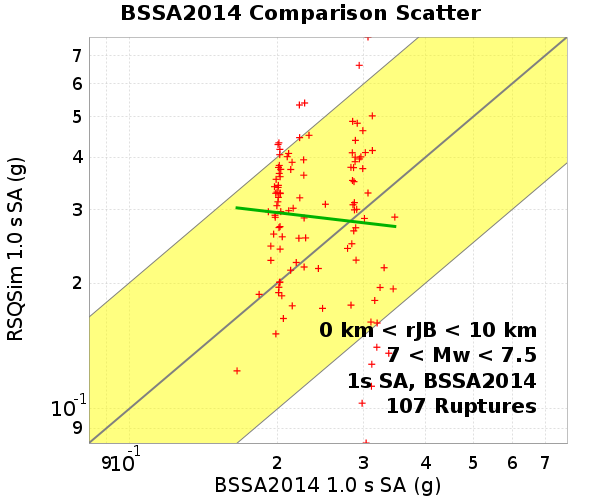 BSSA2014 Comparison Scatter
RSQSim 1.0 s SA (g)
7
6
5
4
3
2
10-1
9
0 km < rJB < 10 km
7 < Mw < 7.5
1s SA, BSSA2014
107 Ruptures
9 10-1 2 3 4 5 6 7
BSSA2014 1.0 s SA (g)